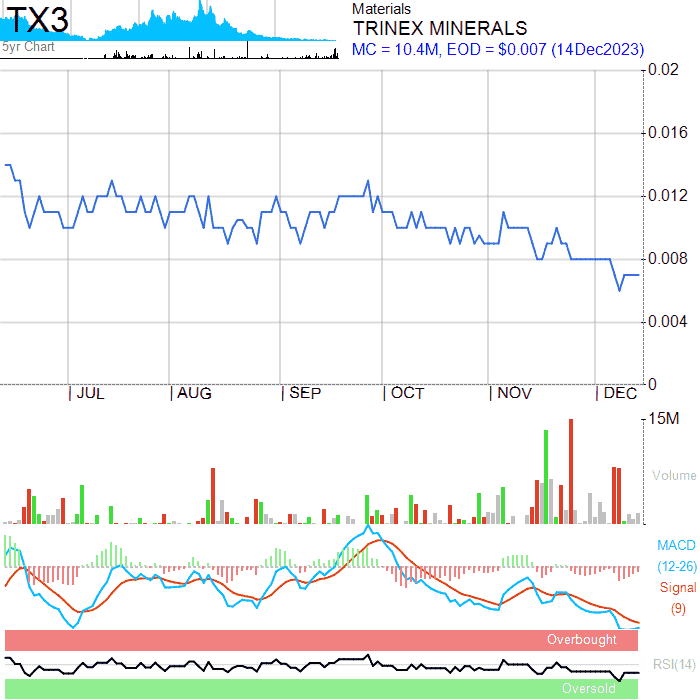 TX3
5yr Chart
Materials
TRINEX MINERALS
MC = 10.4M, EOD = $0.007 (14Dec2023)
0.02
0.016
0.012
0.008
0.004
0
JUL AUG SEP OCT NOV DEC
15M
Volume
MACD
(12-26)
Signal
(9)
Overbought
RSI(14)
Oversold